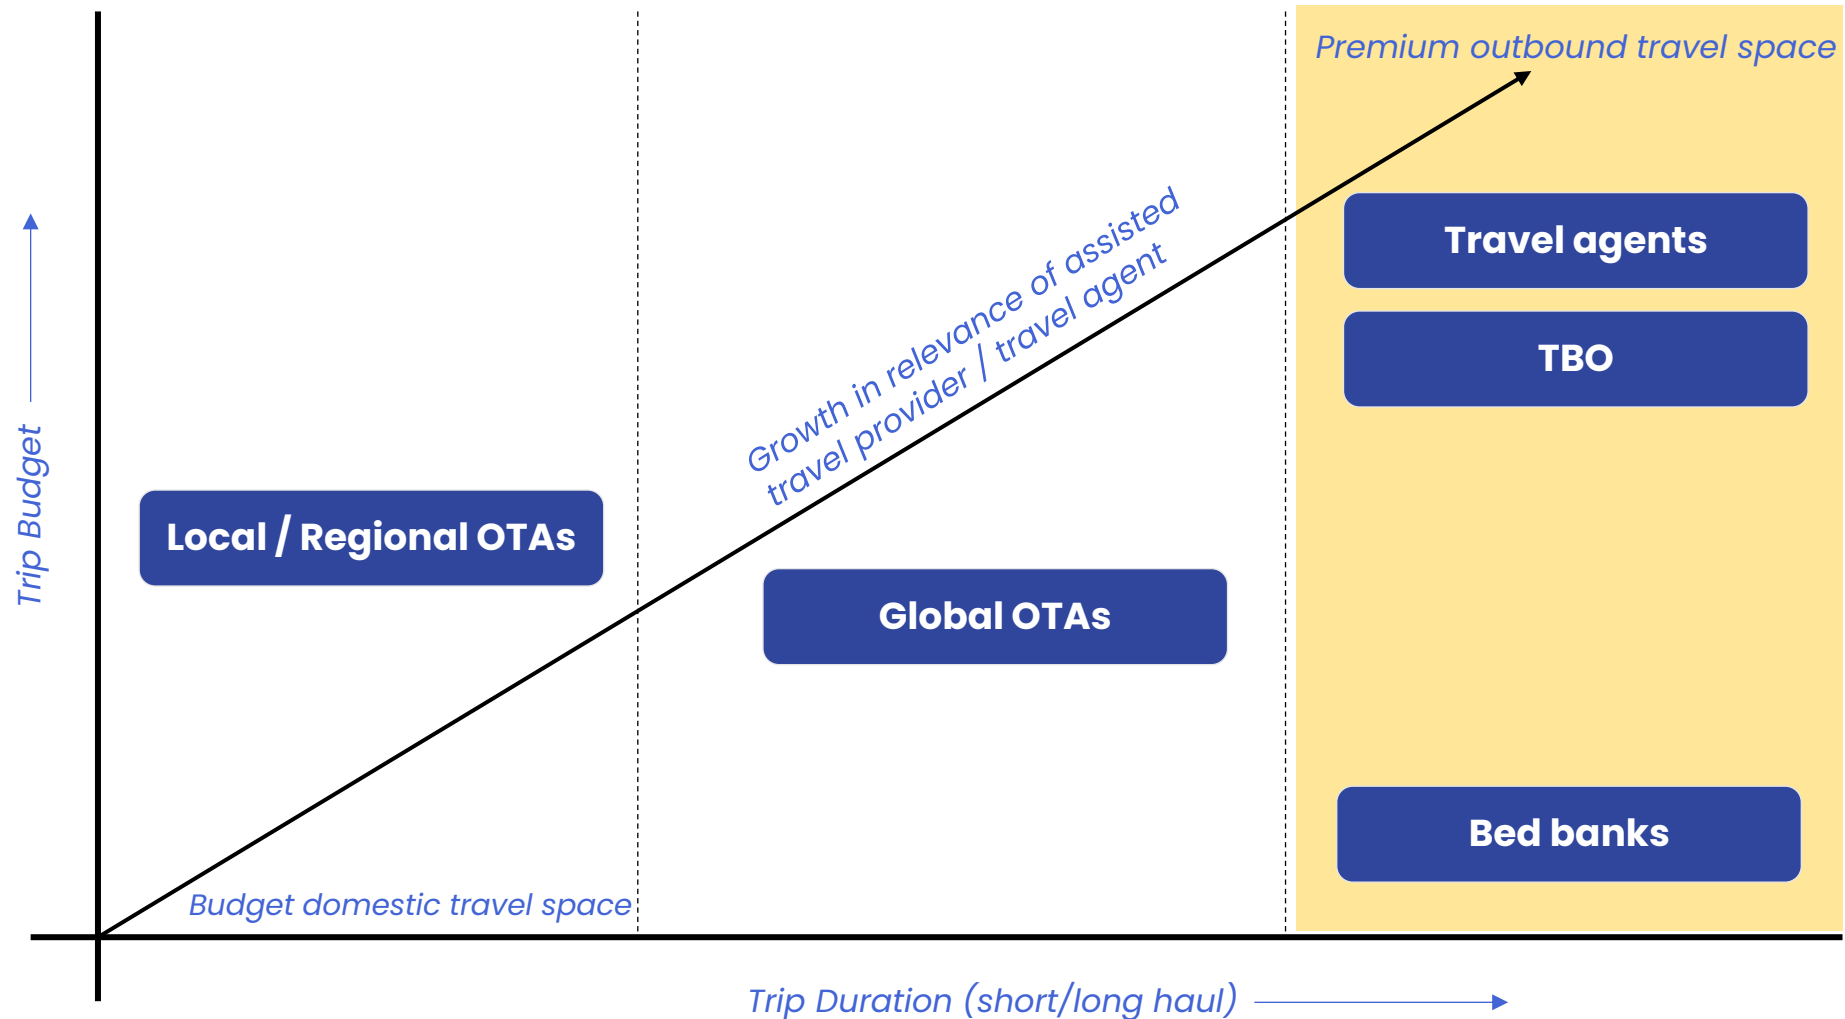 Premium outbound travel space
Travel agents
TBO
Growth in relevance of assisted
travel provider / travel agent
Trip Budget
Local / Regional OTAs
Global OTAs
Bed banks
Budget domestic travel space
Trip Duration (short/long haul)